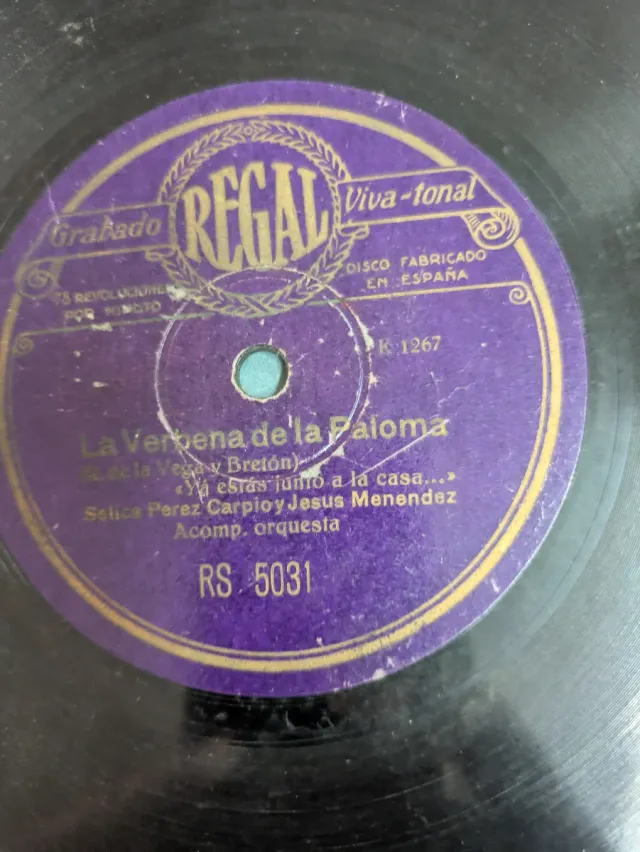 Grabado
REGAL
Viva-tonal
78 REVOLUCIONES
POR MINUTO
DISCO FABRICADO
EN ESPAÑA
K 1267
La Verbena de la Paloma
(R. de la Vega y Bretón)
«Ya estás junto a la casa...»
Selica Perez Carpio y Jesus Menendez
Acomp. orquesta
RS 5031